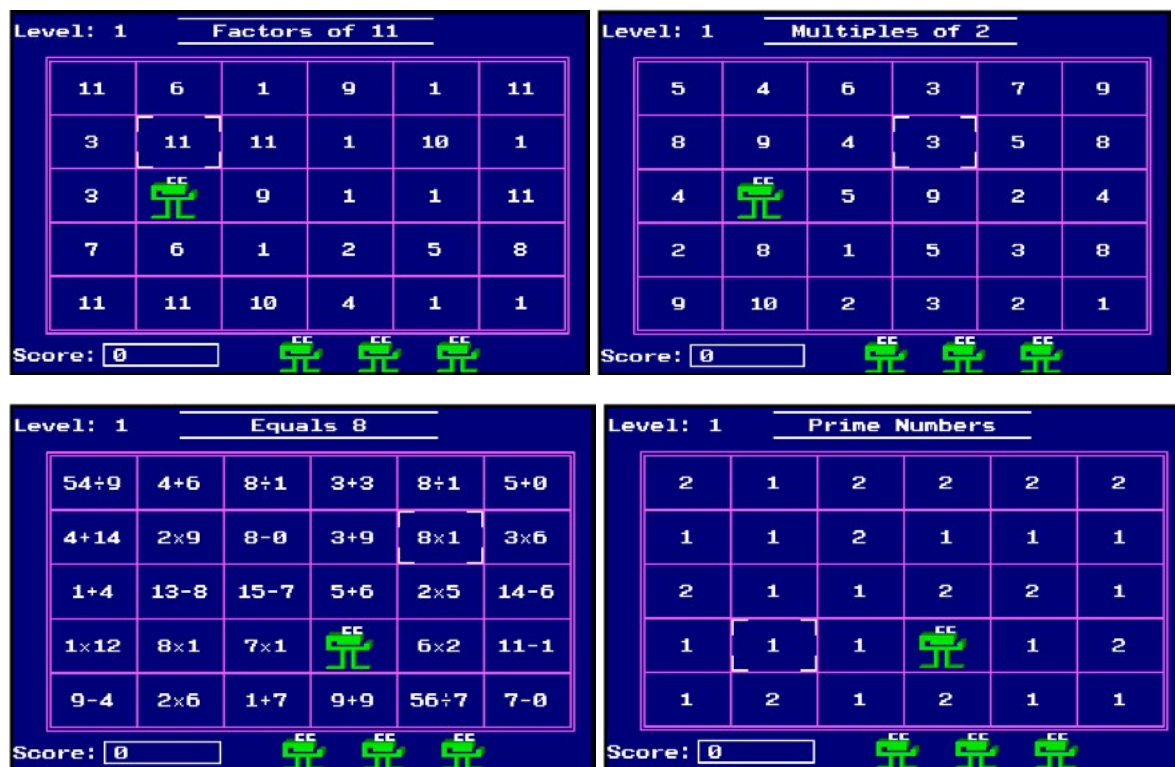 Level: 1 Factors of 11
11 6 1 9 1 11
3 11 11 1 10 1
3 9 1 1 11
7 6 1 2 5 8
11 11 10 4 1 1
Score: 0
Level: 1 Multiples of 2
5 4 6 3 7 9
8 9 4 3 5 8
4 5 9 2 4
2 8 1 5 3 8
9 10 2 3 2 1
Score: 0
Level: 1 Equals 8
54÷9 4+6 8÷1 3+3 8÷1 5+0
4+14 2×9 8-0 3+9 8×1 3×6
1+4 13-8 15-7 5+6 2×5 14-6
1×12 8×1 7×1 6×2 11-1
9-4 2×6 1+7 9+9 56÷7 7-0
Score: 0
Level: 1 Prime Numbers
2 1 2 2 2 2
1 1 2 1 1 1
2 1 1 2 2 1
1 1 1 1 2
1 2 1 2 1 1
Score: 0